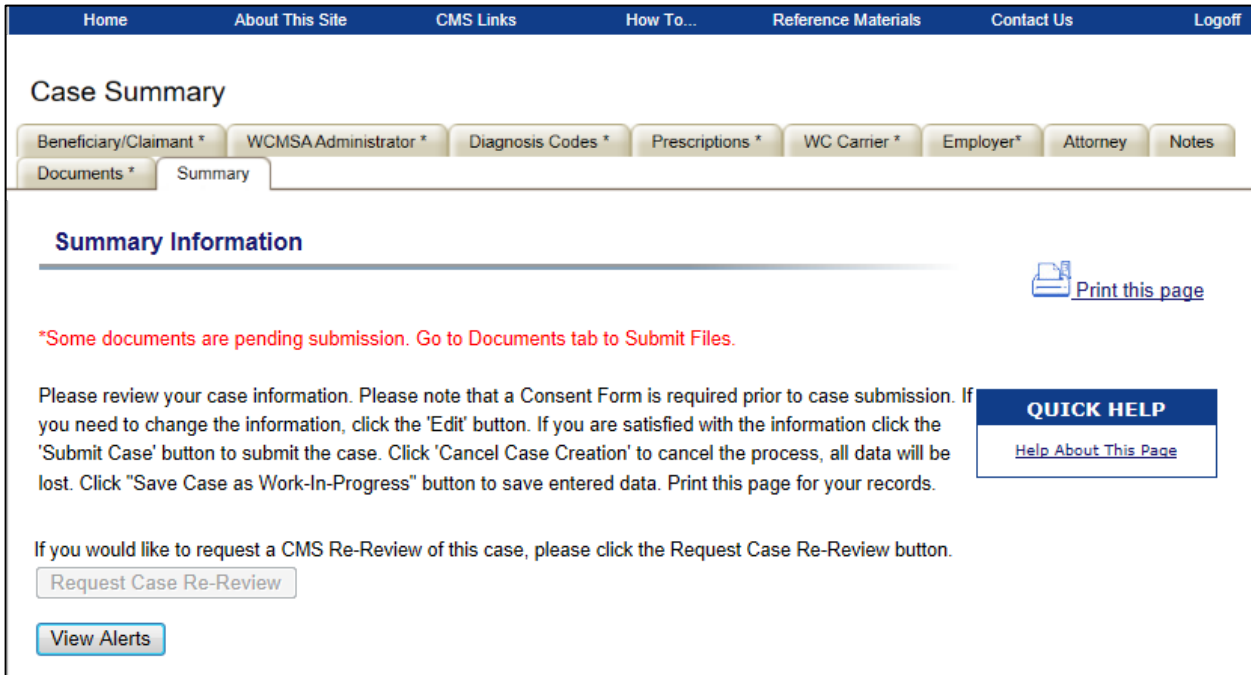 Home About This Site CMS Links How To... Reference Materials Contact Us Logoff
Case Summary
Beneficiary/Claimant * WCMSA Administrator * Diagnosis Codes * Prescriptions * WC Carrier * Employer* Attorney Notes
Documents * Summary
Summary Information
Print this page
*Some documents are pending submission. Go to Documents tab to Submit Files.
Please review your case information. Please note that a Consent Form is required prior to case submission. If
you need to change the information, click the 'Edit' button. If you are satisfied with the information click the
'Submit Case' button to submit the case. Click 'Cancel Case Creation' to cancel the process, all data will be
lost. Click "Save Case as Work-In-Progress" button to save entered data. Print this page for your records.
QUICK HELP
Help About This Page
If you would like to request a CMS Re-Review of this case, please click the Request Case Re-Review button.
Request Case Re-Review
View Alerts